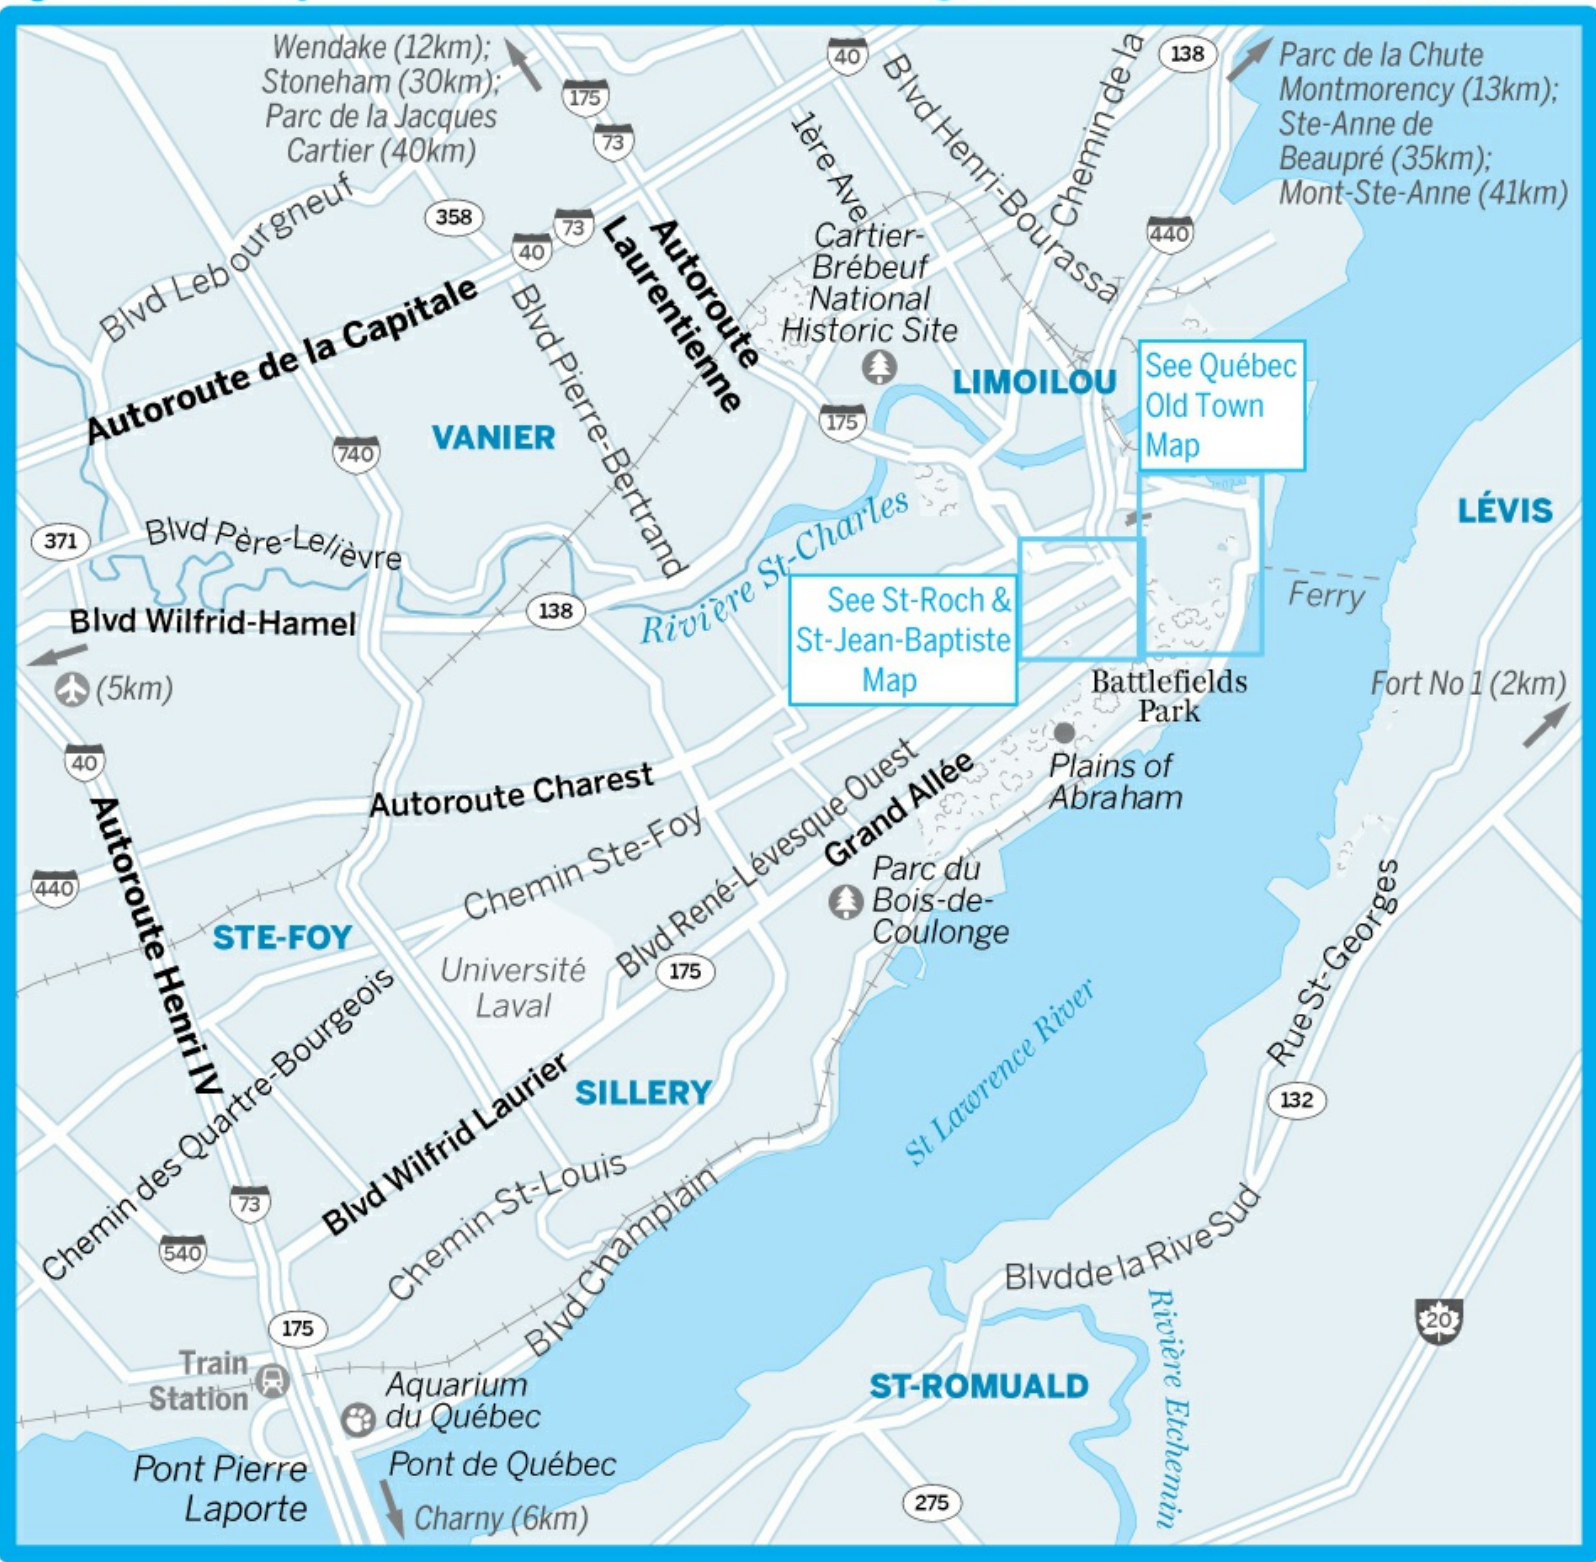 Wendake (12km);
Stoneham (30km);
Parc de la Jacques
Cartier (40km)
175
73
40
138
Parc de la Chute
Montmorency (13km);
Ste-Anne de
Beaupré (35km);
Mont-Ste-Anne (41km)
Blvd Henri-Bourassa
Chemin de la
1ère Ave
Blvd Lebourgneuf
358
40
73
440
Autoroute
Laurentienne
Cartier-
Brébeuf
National
Historic Site
Autoroute de la Capitale
Blvd Pierre-Bertrand
LIMOILOU
See Québec
Old Town
Map
175
VANIER
740
LÉVIS
371
Blvd Père-Lelièvre
Rivière St-Charles
Ferry
Blvd Wilfrid-Hamel
138
See St-Roch &
St-Jean-Baptiste
Map
(5km)
Battlefields
Park
Fort No 1 (2km)
40
Autoroute Charest
Plains of
Abraham
Autoroute Henri IV
Chemin Ste-Foy
Blvd René-Lévesque Ouest
Grand Allée
440
Parc du
Bois-de-
Coulonge
STE-FOY
Université
Laval
175
Rue St-Georges
St Lawrence River
Chemin des Quartre-Bourgeois
SILLERY
132
Blvd Wilfrid Laurier
Chemin St-Louis
73
540
Blvd Champlain
Blvd de la Rive Sud
Rivière Etchemin
20
175
Train
Station
Aquarium
du Québec
ST-ROMUALD
Pont Pierre
Laporte
Pont de Québec
Charny (6km)
275